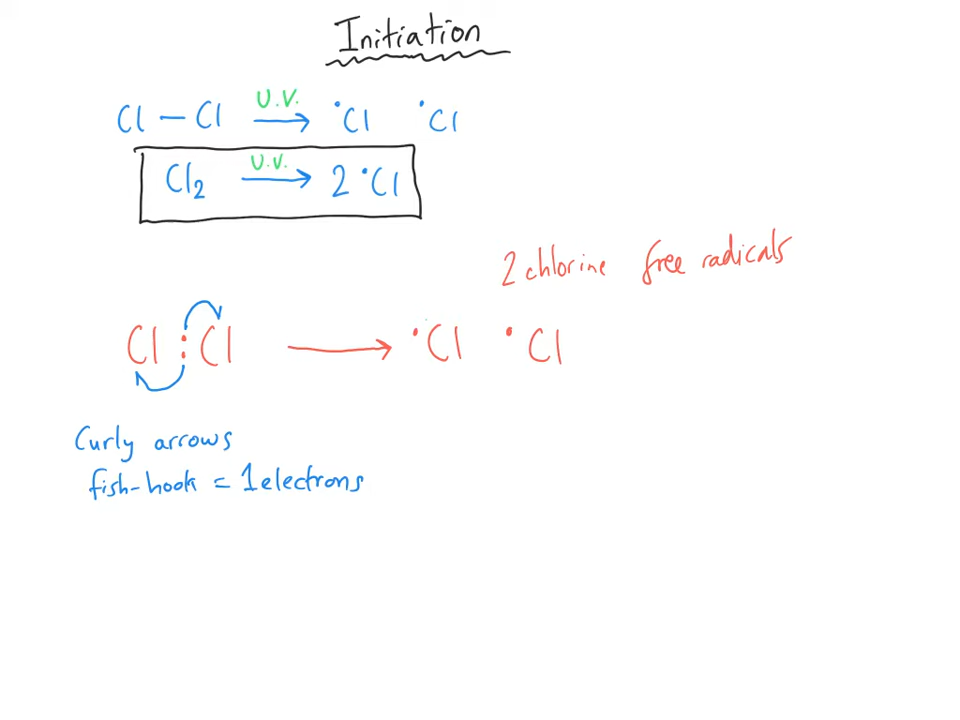 Initiation
Cl — Cl U.V. → •Cl •Cl
Cl₂ U.V. → 2 •Cl
2 chlorine free radicals
Cl : Cl → •Cl •Cl
Curly arrows
fish-hook = 1 electrons